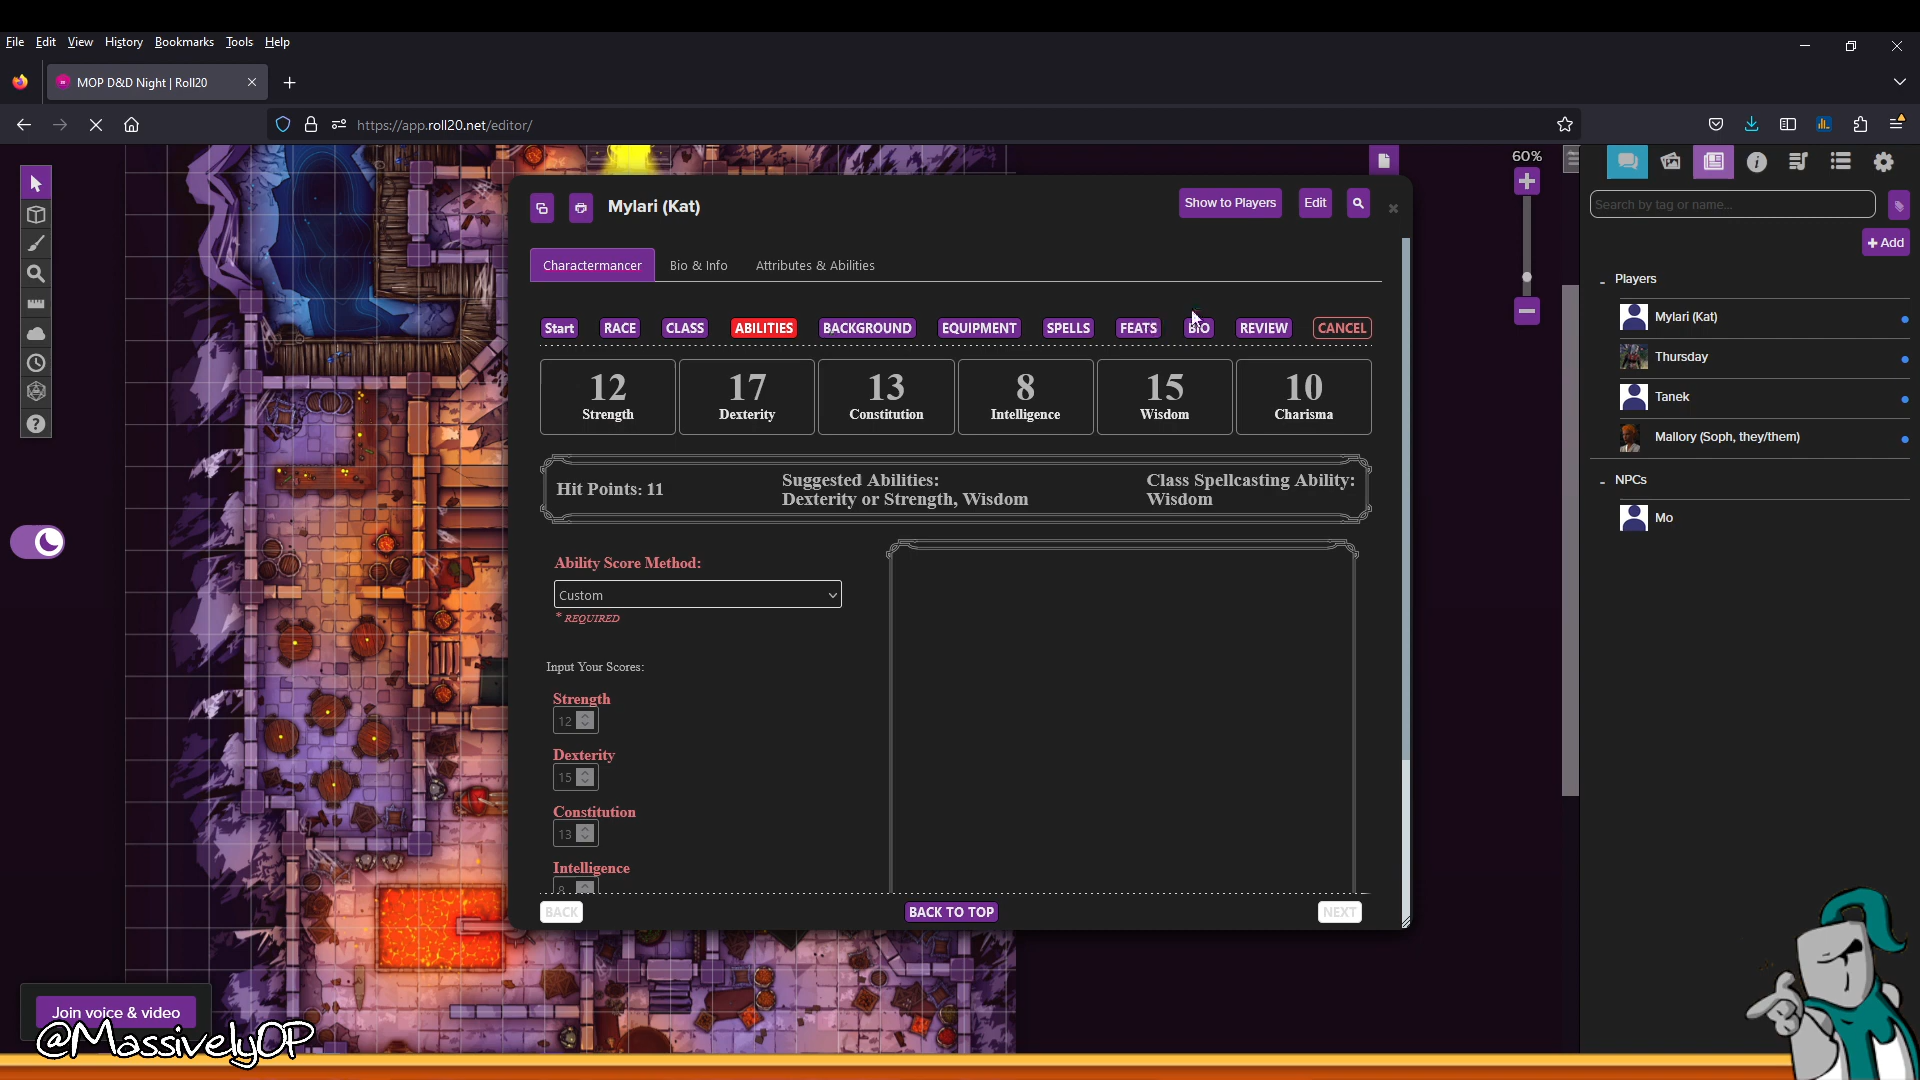 File Edit View History Bookmarks Tools Help
MOP D&D Night | Roll20
https://app.roll20.net/editor/
60%
Mylari (Kat)
Show to Players
Edit
Search by tag or name...
+ Add
Charactermancer
Bio & Info
Attributes & Abilities
Players
Mylari (Kat)
Thursday
Tanek
Mallory (Soph, they/them)
NPCs
Mo
Start RACE CLASS ABILITIES BACKGROUND EQUIPMENT SPELLS FEATS BIO REVIEW CANCEL
12 17 13 8 15 10
Strength Dexterity Constitution Intelligence Wisdom Charisma
Hit Points: 11
Suggested Abilities:
Dexterity or Strength, Wisdom
Class Spellcasting Ability:
Wisdom
Ability Score Method:
Custom
* REQUIRED
Input Your Scores:
Strength
12
Dexterity
15
Constitution
13
Intelligence
8
BACK
BACK TO TOP
NEXT
Join voice & video
@MassivelyOP